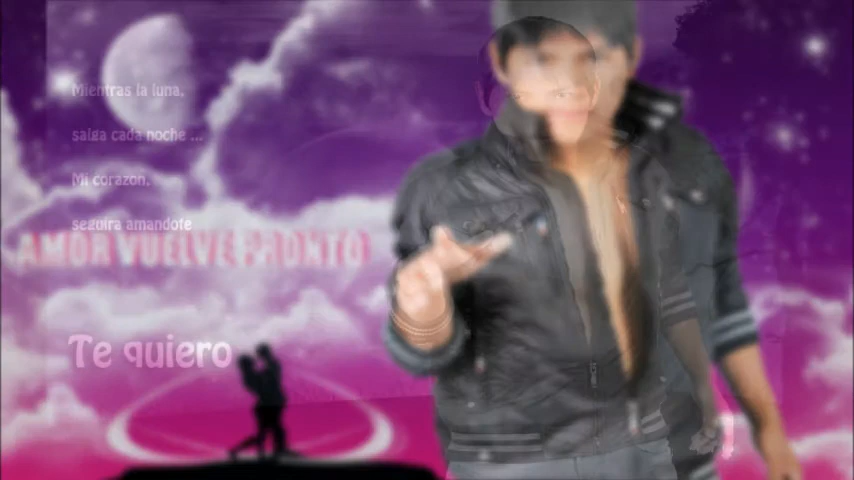 Mientras la luna,
salga cada noche ...
Mi corazon,
seguira amandote
AMOR VUELVE PRONTO
Te quiero